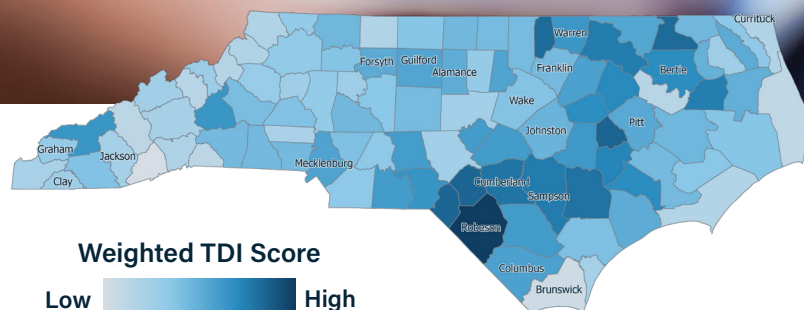 Currituck
Warren
Forsyth
Guilford
Alamance
Franklin
Bertie
Wake
Johnston
Pitt
Graham
Jackson
Mecklenburg
Clay
Cumberland
Sampson
Robeson
Columbus
Brunswick
Weighted TDI Score
Low
High